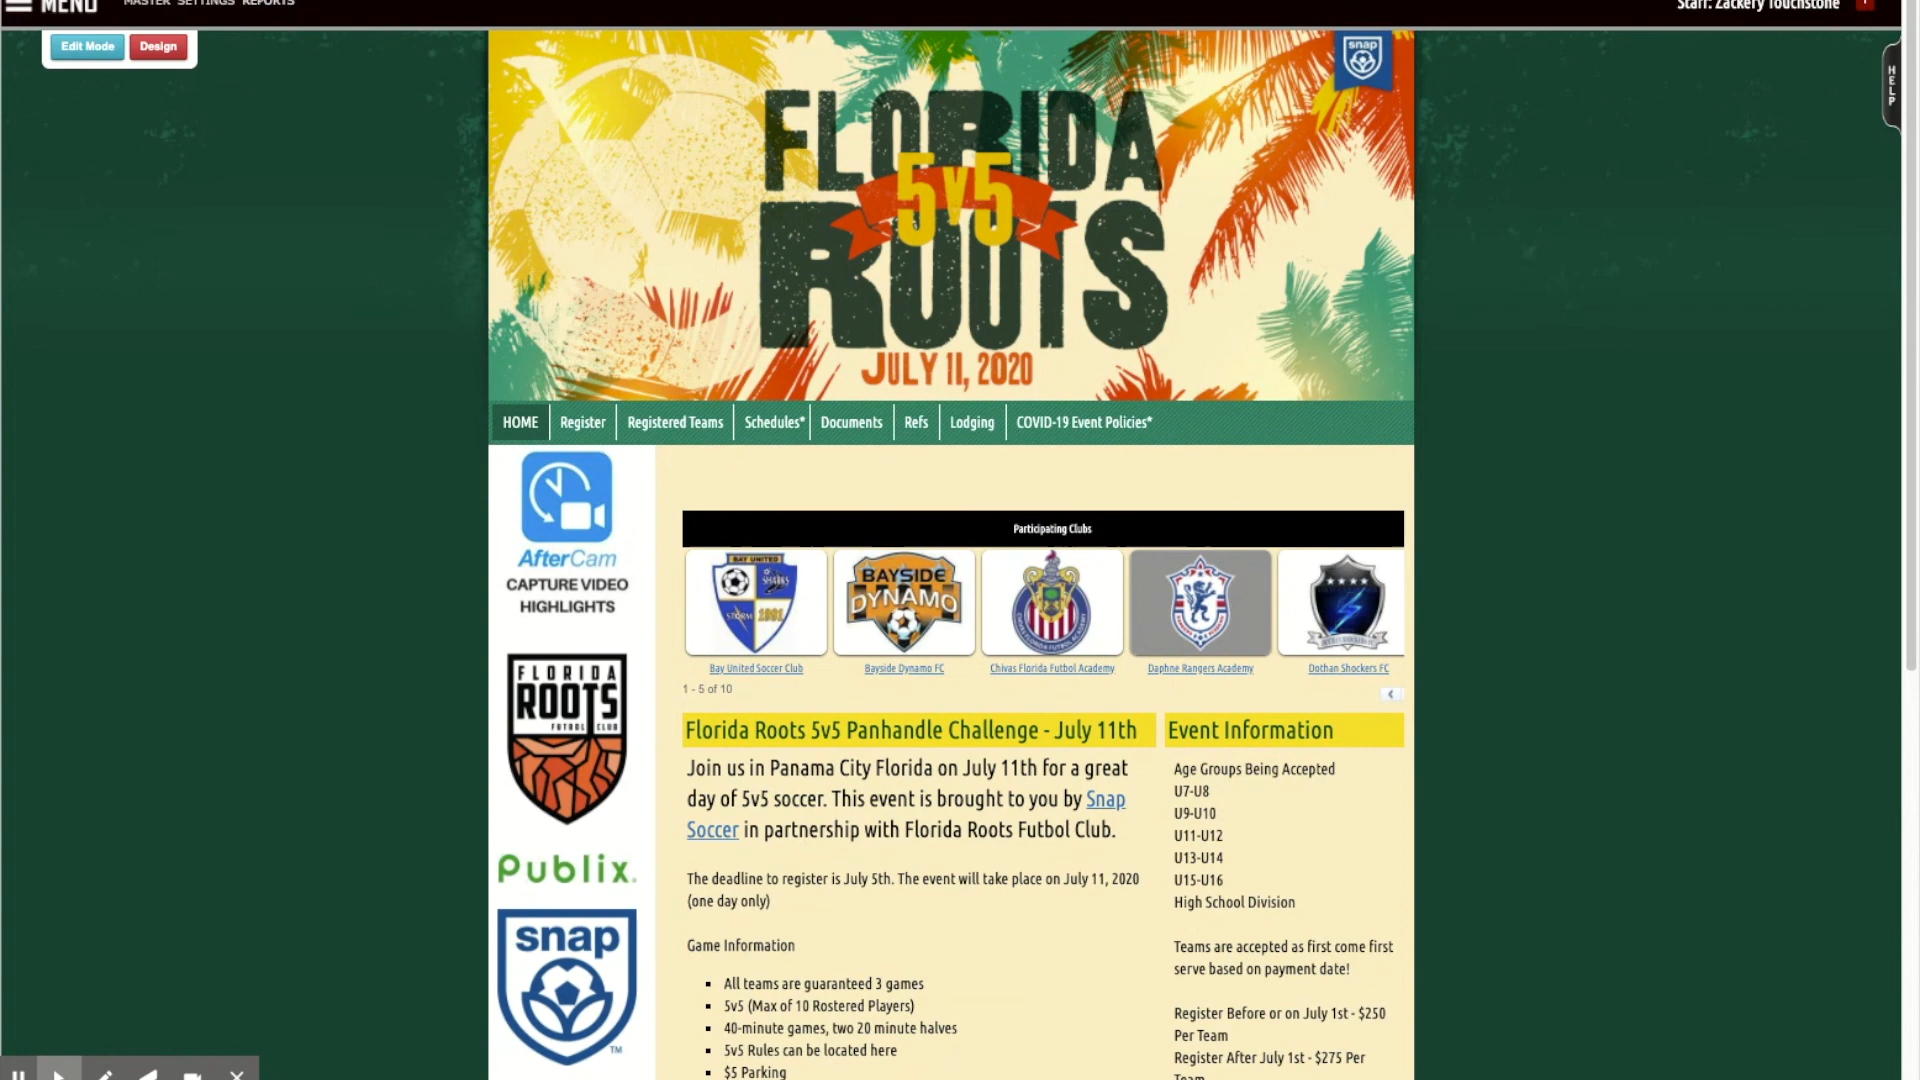 MENU MASTER SETTINGS REPORTS
Staff: Zackery Touchstone
Edit Mode Design
HELP
snap
FLORIDA
5v5
ROOTS
JULY 11, 2020
HOME Register Registered Teams Schedules* Documents Refs Lodging COVID-19 Event Policies*
AfterCam
CAPTURE VIDEO
HIGHLIGHTS
FLORIDA
ROOTS
FUTBOL CLUB
Publix.
snap
TM
Participating Clubs
BAY UNITED
SHARKS
STORM 1981
BAYSIDE
DYNAMO
Bay United Soccer Club Bayside Dynamo FC Chivas Florida Futbol Academy Daphne Rangers Academy Dothan Shockers FC
1 - 5 of 10
Florida Roots 5v5 Panhandle Challenge - July 11th
Join us in Panama City Florida on July 11th for a great
day of 5v5 soccer. This event is brought to you by Snap
Soccer in partnership with Florida Roots Futbol Club.
The deadline to register is July 5th. The event will take place on July 11, 2020
(one day only)
Game Information
All teams are guaranteed 3 games
5v5 (Max of 10 Rostered Players)
40-minute games, two 20 minute halves
5v5 Rules can be located here
$5 Parking
Event Information
Age Groups Being Accepted
U7-U8
U9-U10
U11-U12
U13-U14
U15-U16
High School Division
Teams are accepted as first come first
serve based on payment date!
Register Before or on July 1st - $250
Per Team
Register After July 1st - $275 Per
Team